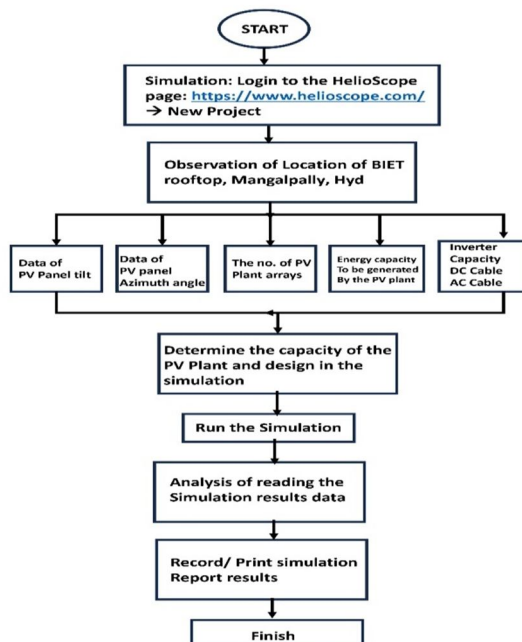 START
Simulation: Login to the HelioScope
page: https://www.helioscope.com/
→ New Project
Observation of Location of BIET
rooftop, Mangalpally, Hyd
Data of
PV Panel tilt
Data of
PV panel
Azimuth angle
The no. of PV
Plant arrays
Energy capacity
To be generated
By the PV plant
Inverter
Capacity
DC Cable
AC Cable
Determine the capacity of the
PV Plant and design in the
simulation
Run the Simulation
Analysis of reading the
Simulation results data
Record/ Print simulation
Report results
Finish